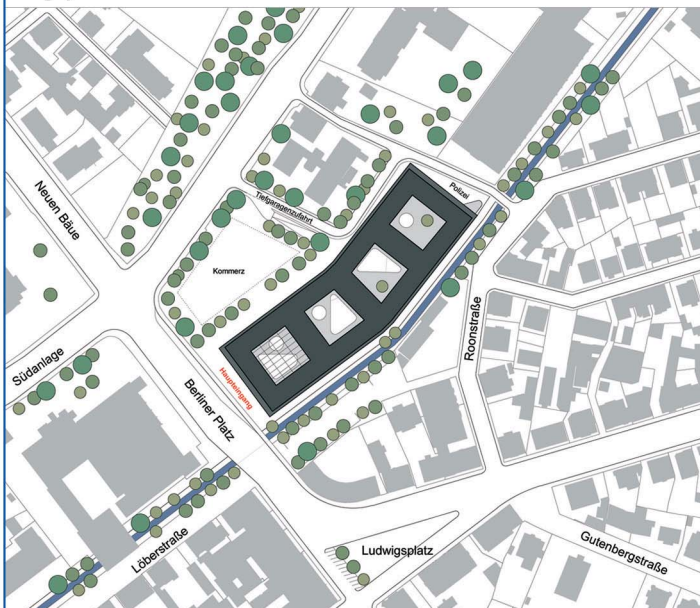 Polizei
Neuen Bäue
Tiefgaragenzufahrt
Kommerz
Roonstraße
Südanlage
Haupteingang
Berliner Platz
Löberstraße
Ludwigsplatz
Gutenbergstraße